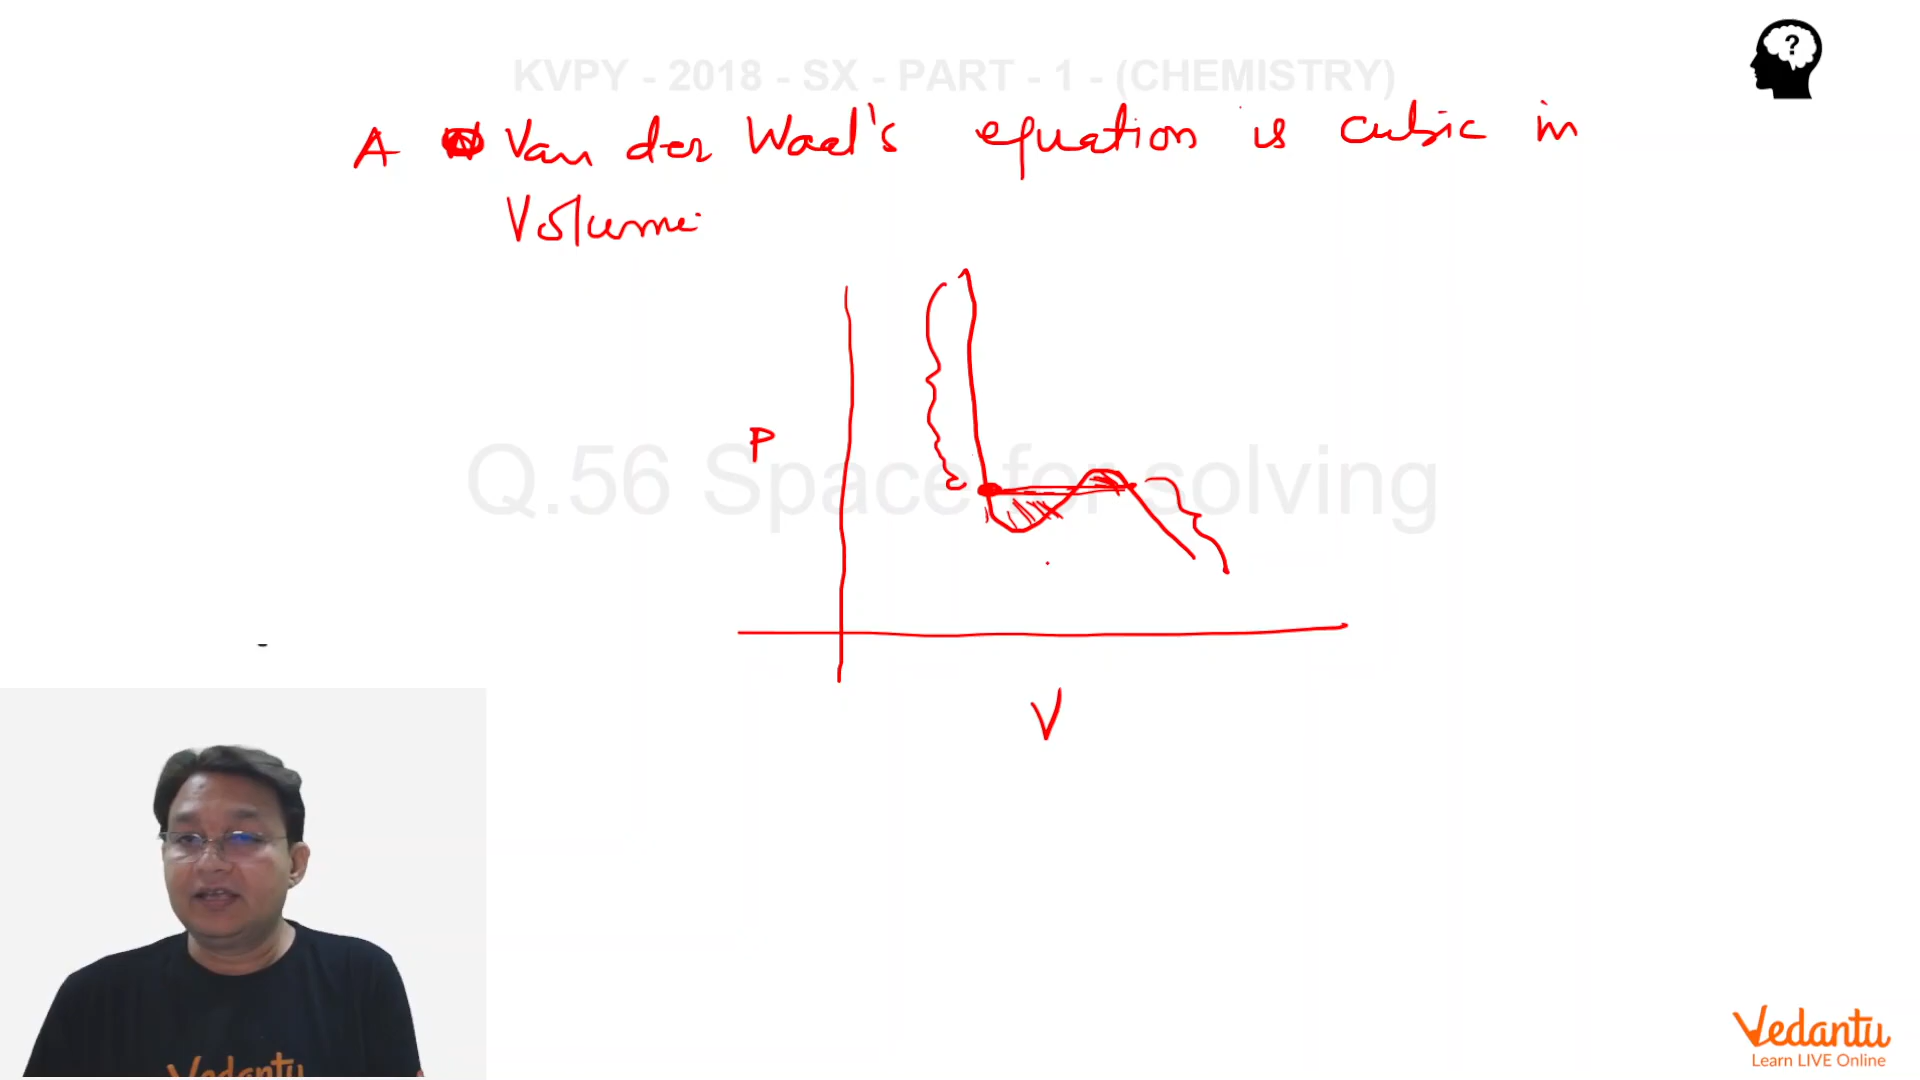 KVPY - 2018 - SX - PART - 1 - (CHEMISTRY)
?
A Van der Waal's equation is cubic in
Volume
P
Q.56 Space for solving
V
Vedantu
Vedantu
Learn LIVE Online